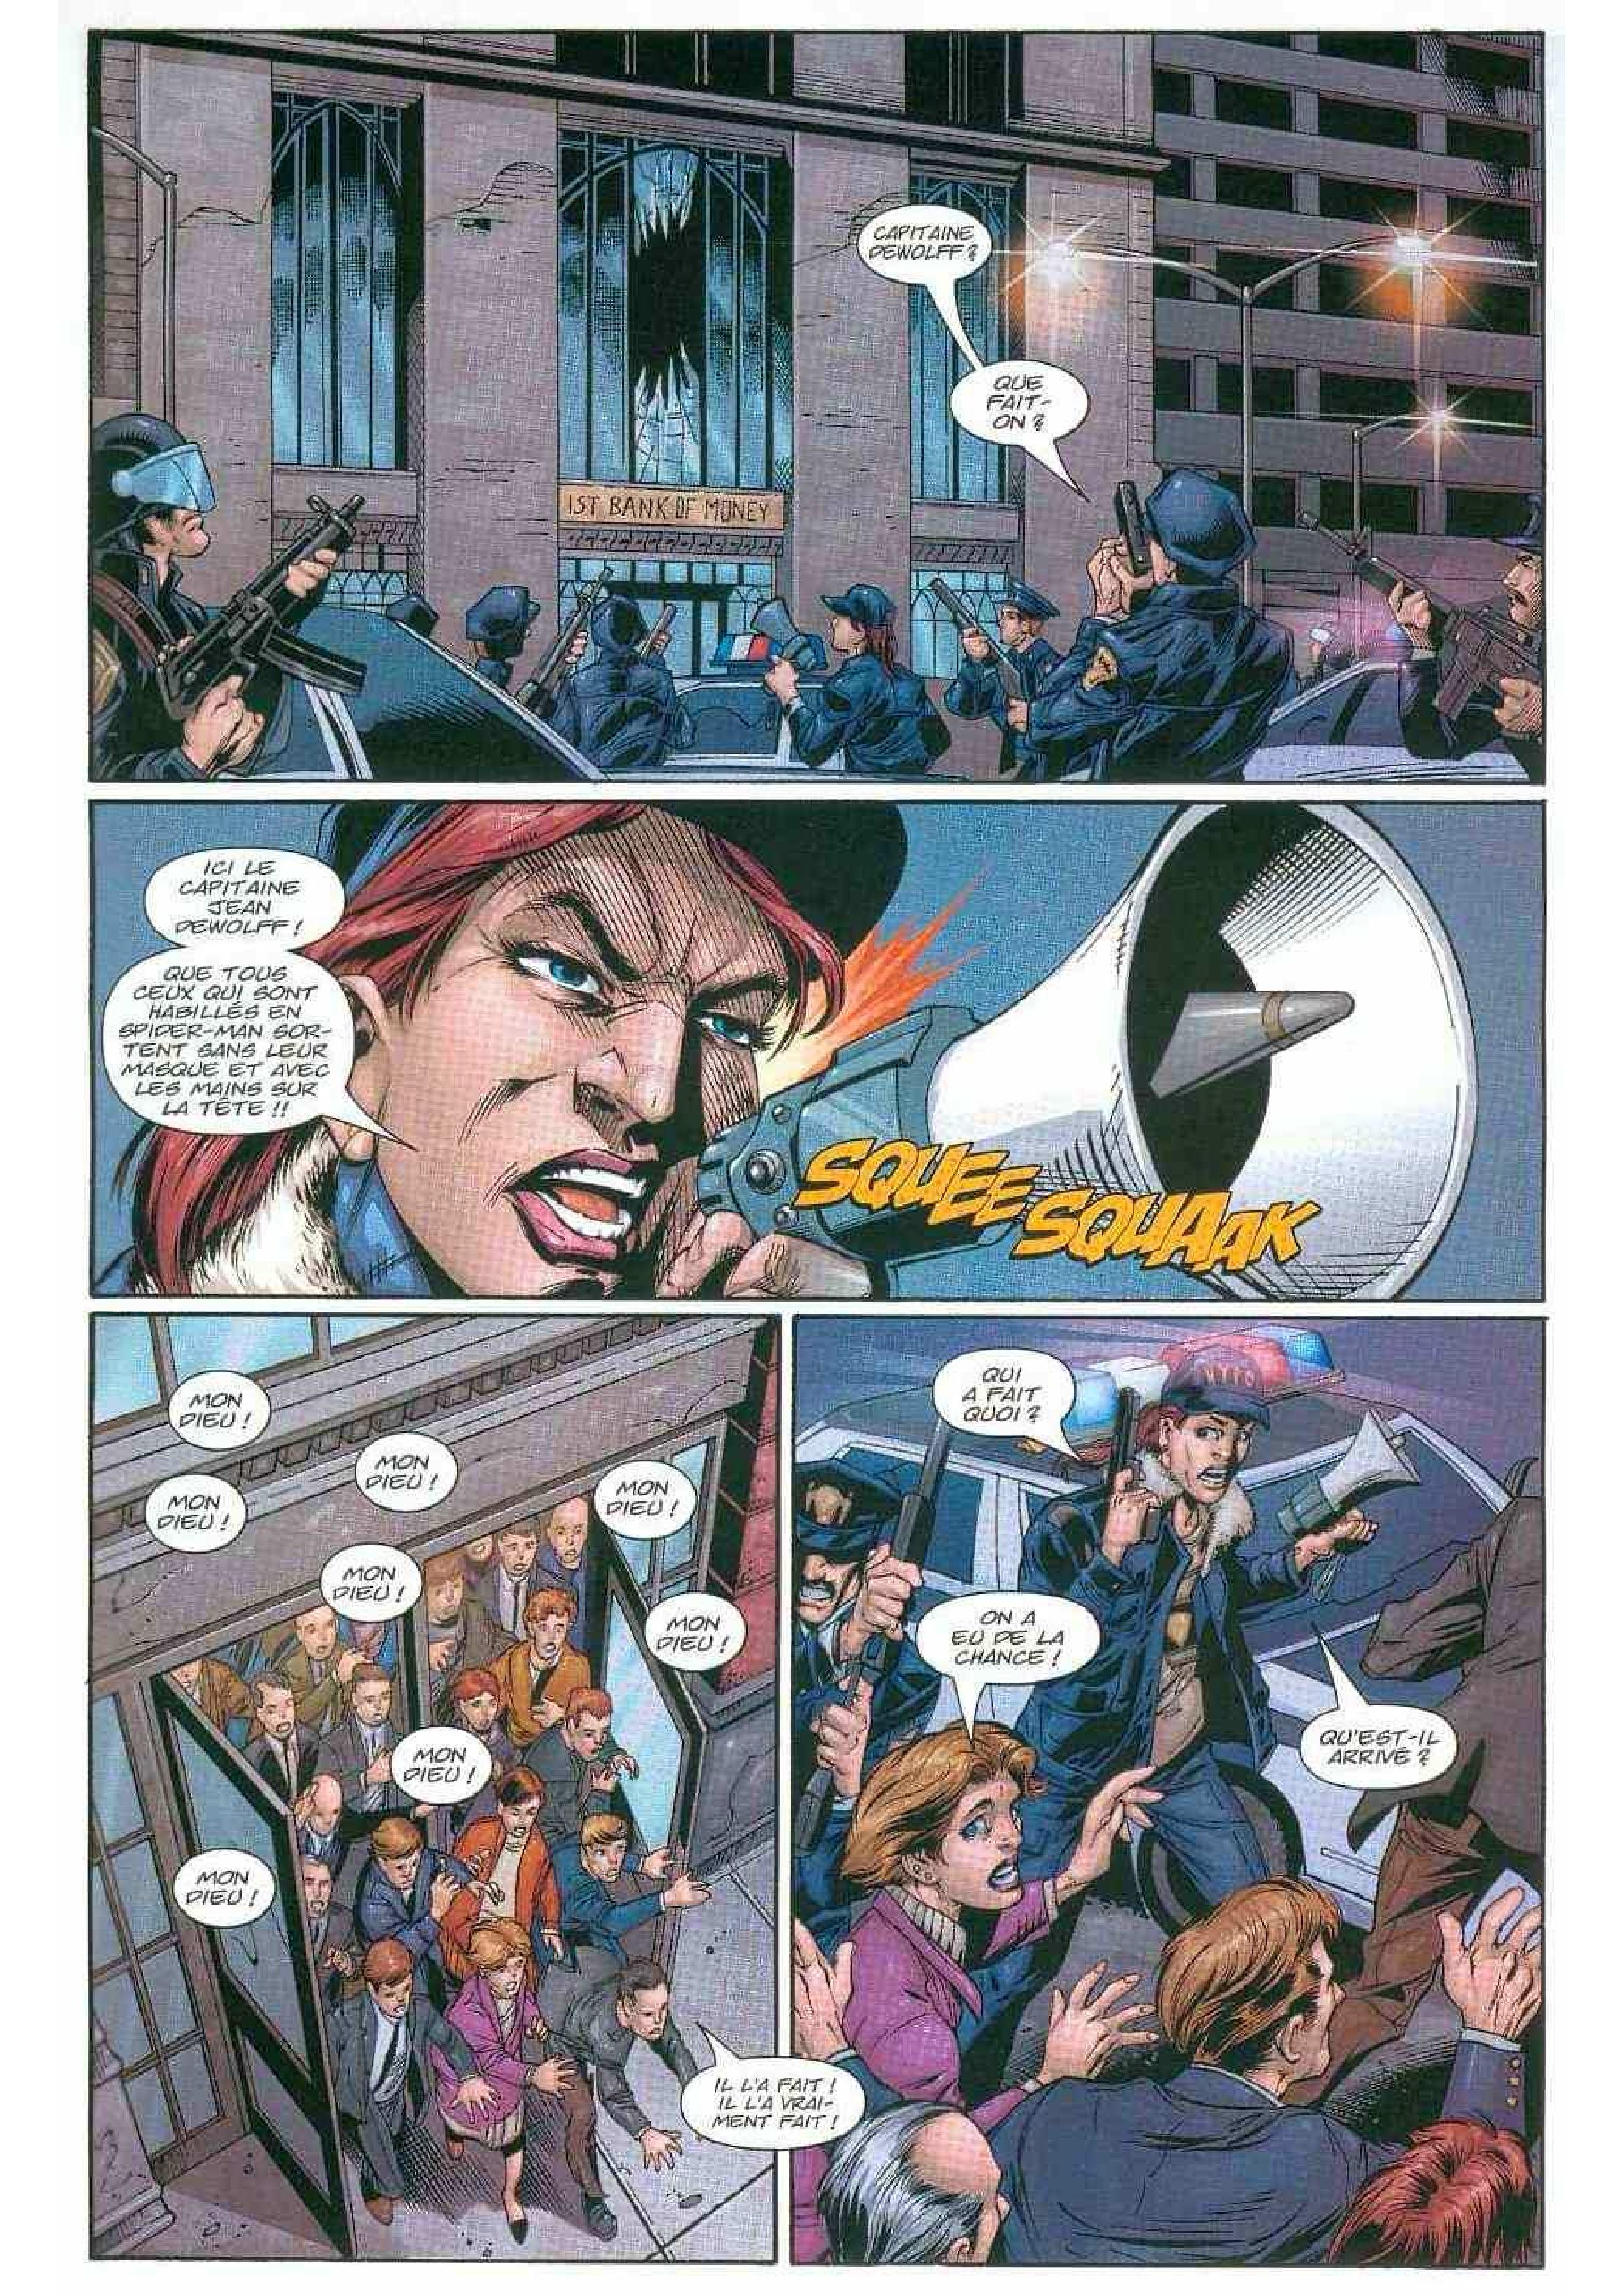 CAPITAINE
DEWOLFF?
QUE
FAIT-
ON?
1ST BANK OF MONEY
ICI LE
CAPITAINE
JEAN
DEWOLFF!
QUE TOUS
CEUX QUI SONT
HABILLÉS EN
SPIDER-MAN SOR-
TENT SANS LEUR
MASQUE ET AVEC
LES MAINS SUR
LA TÊTE!!
SQUEE
SQUAAAK
MON
DIEU!
MON
DIEU!
MON
DIEU!
MON
DIEU!
MON
DIEU!
MON
DIEU!
MON
DIEU!
MON
DIEU!
IL L'A FAIT!
IL L'A VRAI-
MENT FAIT!
QUI
A FAIT
QUOI?
ON A
EU DE LA
CHANCE!
QU'EST-IL
ARRIVÉ?